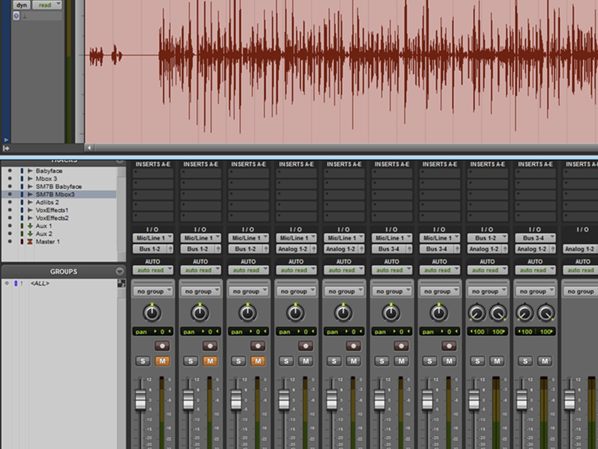 dyn read
TRACKS
Babyface
Mbox 3
SM7B Babyface
SM7B Mbox3
Adlibs 2
VoxEffects1
VoxEffects2
Aux 1
Aux 2
Master 1
GROUPS
! <ALL>
INSERTS A-E INSERTS A-E INSERTS A-E INSERTS A-E INSERTS A-E INSERTS A-E INSERTS A-E INSERTS A-E INSERTS A-E INSERTS A-E
I / O I / O I / O I / O I / O I / O I / O I / O I / O I / O
Mic/Line 1 Mic/Line 1 Mic/Line 1 Mic/Line 1 Mic/Line 1 Mic/Line 1 Mic/Line 1 Bus 1-2 Bus 3-4
Bus 1-2 Bus 1-2 Bus 1-2 Analog 1-2 Analog 1-2 Bus 3-4 Bus 3-4 Analog 1-2 Analog 1-2 Analog 1-2
AUTO AUTO AUTO AUTO AUTO AUTO AUTO AUTO AUTO AUTO
auto read auto read auto read auto read auto read auto read auto read auto read auto read auto read
no group no group no group no group no group no group no group no group no group no group
pan 0 pan 0 pan 0 pan 0 pan 0 pan 0 pan 0 100 100 100 100
S M S M S M S M S M S M S M S M S M